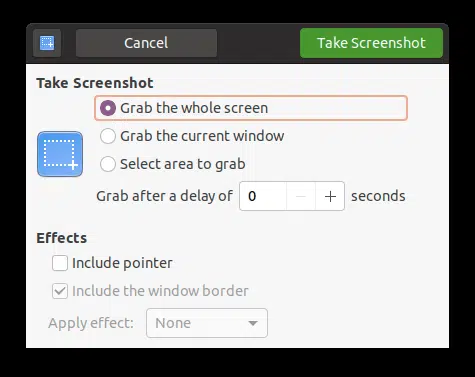 Cancel Take Screenshot
Take Screenshot
Grab the whole screen
Grab the current window
Select area to grab
Grab after a delay of 0 − + seconds
Effects
Include pointer
Include the window border
Apply effect: None